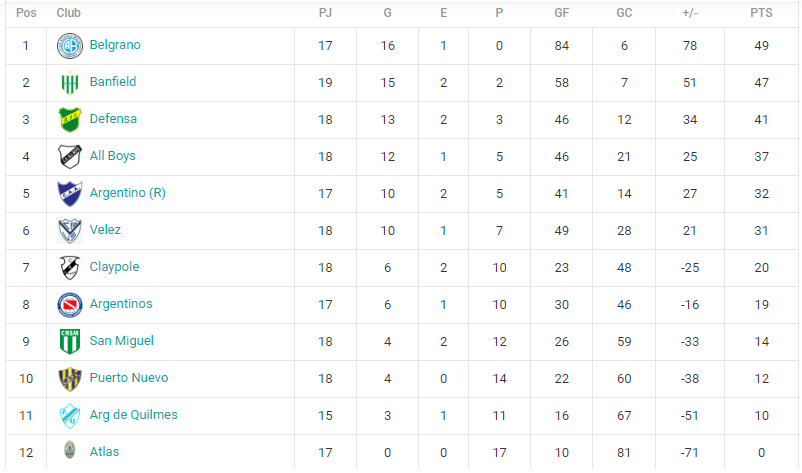 Pos Club PJ G E P GF GC +/- PTS
1 Belgrano 17 16 1 0 84 6 78 49
2 Banfield 19 15 2 2 58 7 51 47
3 Defensa 18 13 2 3 46 12 34 41
4 All Boys 18 12 1 5 46 21 25 37
5 Argentino (R) 17 10 2 5 41 14 27 32
6 Velez 18 10 1 7 49 28 21 31
7 Claypole 18 6 2 10 23 48 -25 20
8 Argentinos 17 6 1 10 30 46 -16 19
CRSM
9 San Miguel 18 4 2 12 26 59 -33 14
10 Puerto Nuevo 18 4 0 14 22 60 -38 12
11 Arg de Quilmes 15 3 1 11 16 67 -51 10
12 Atlas 17 0 0 17 10 81 -71 0